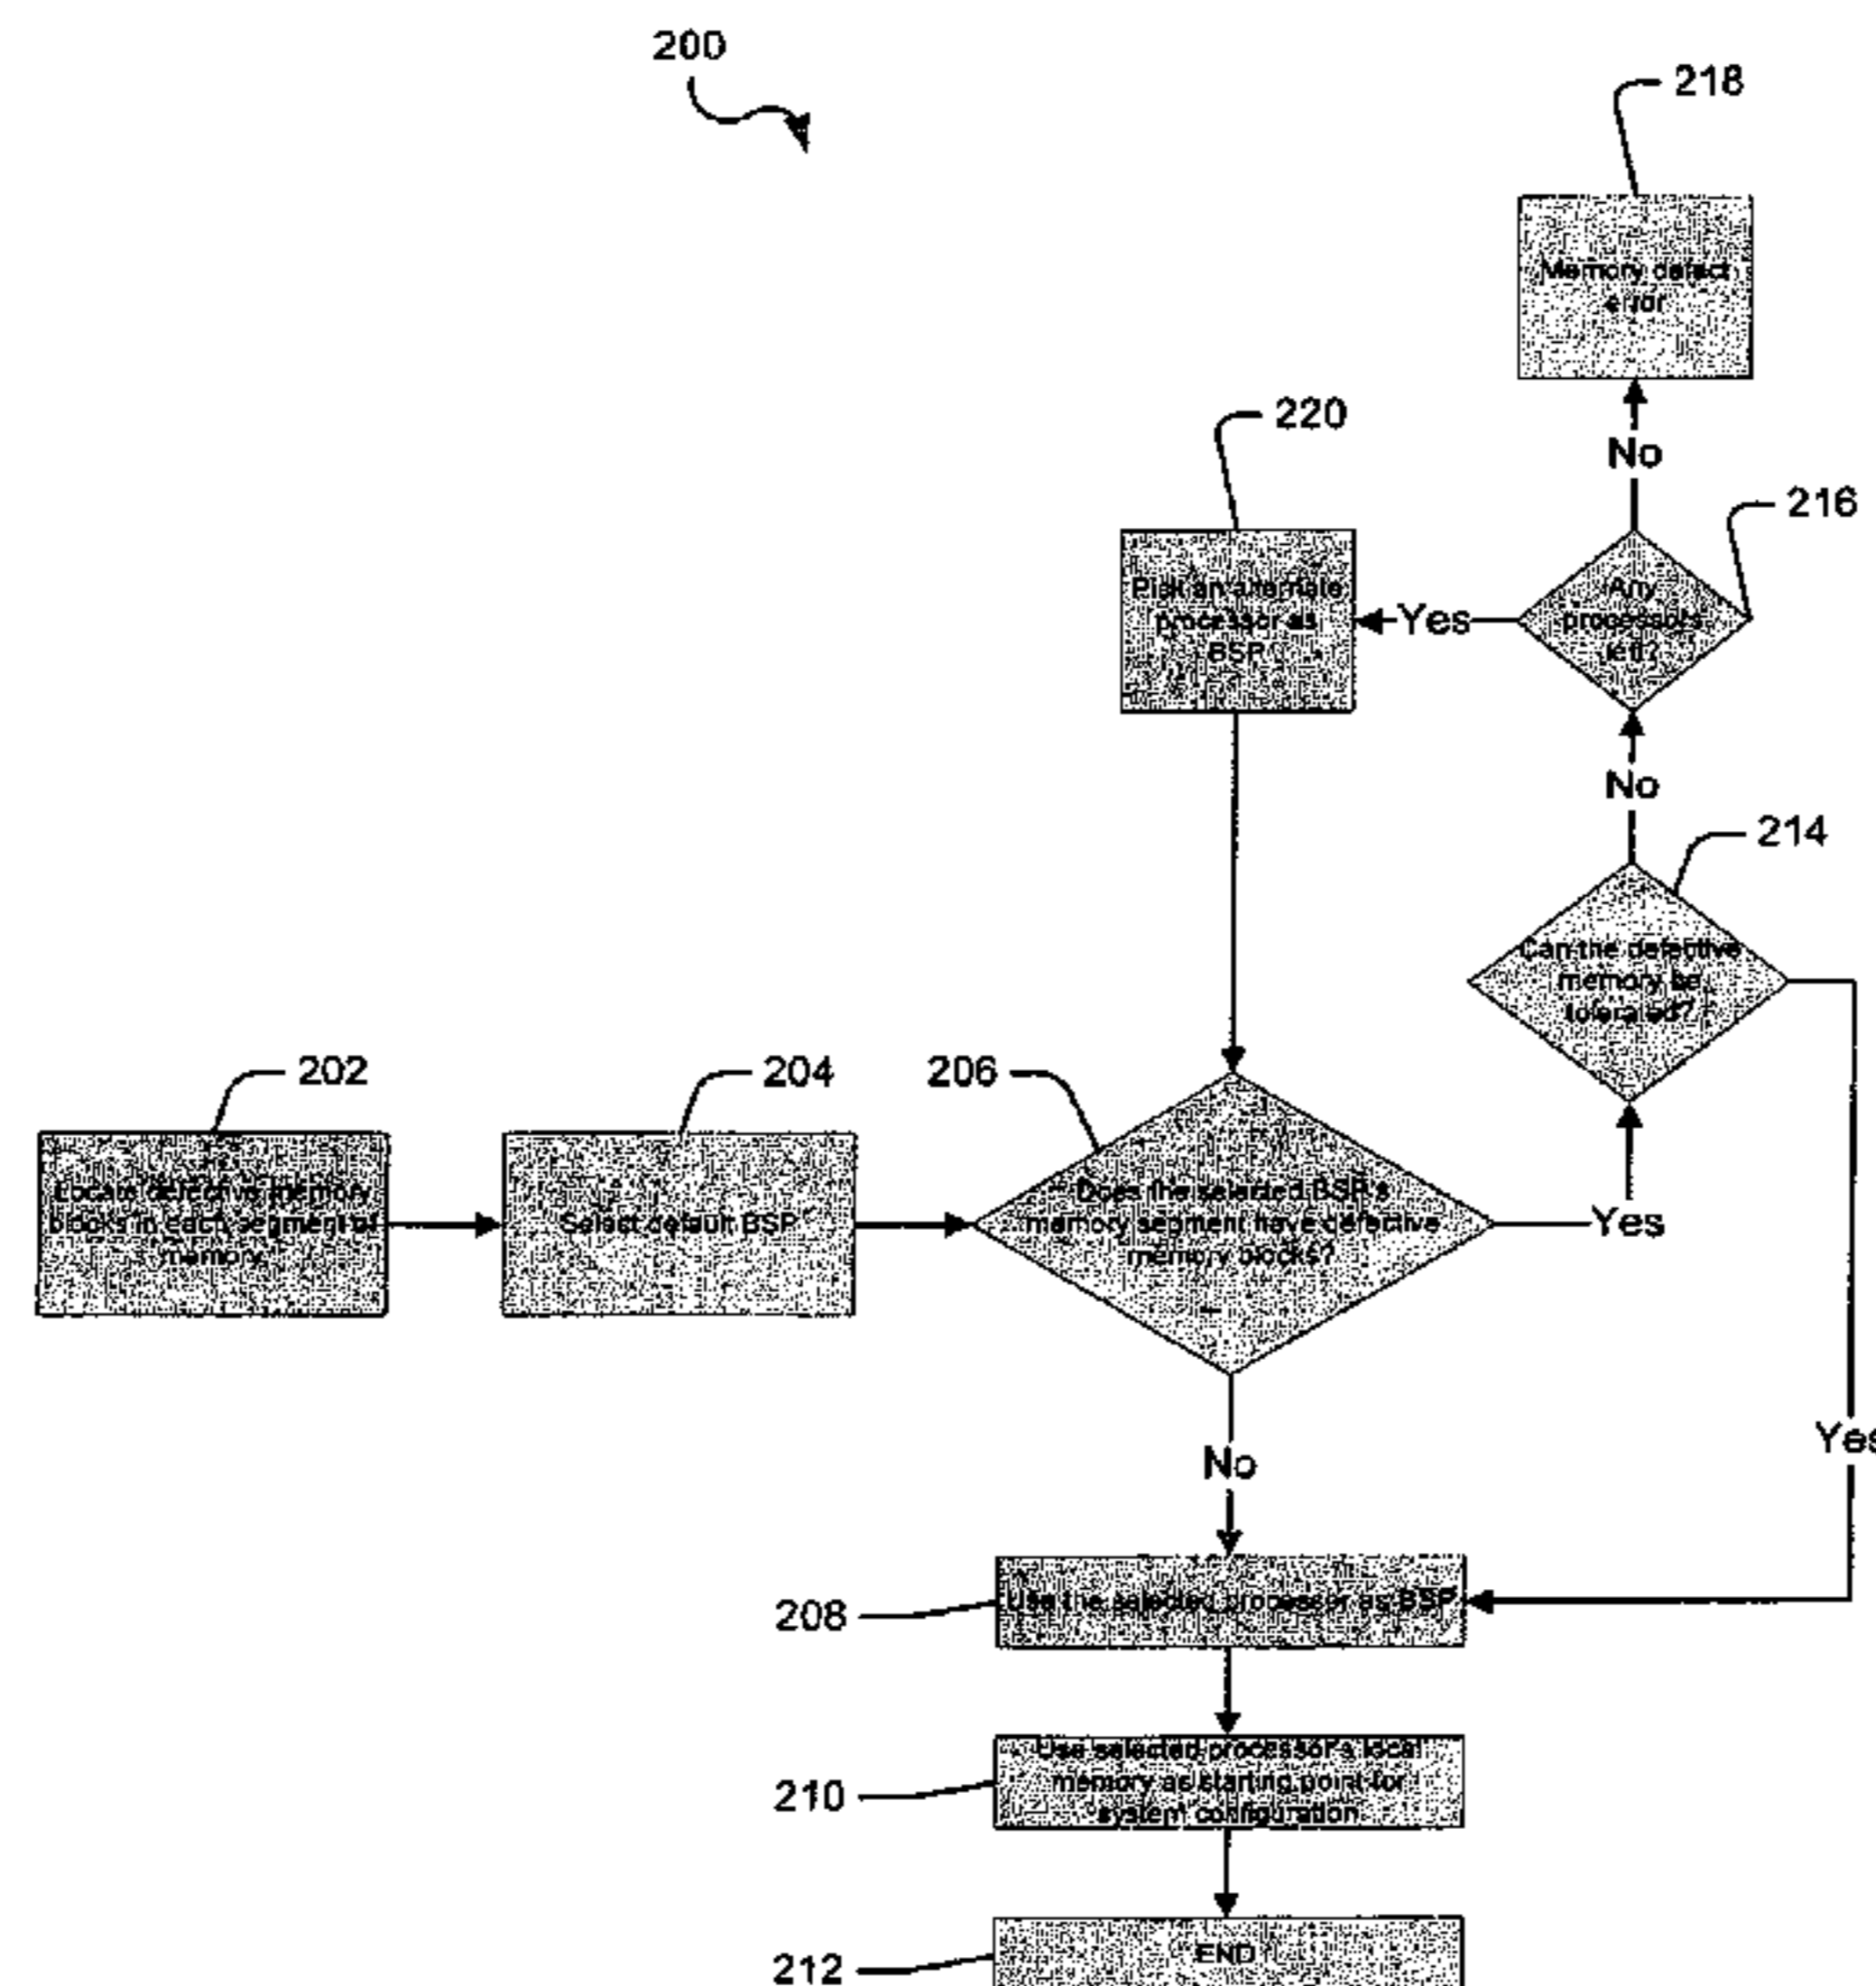 200
218
Memory defect
error
No
220
216
Pick an alternate
processor as
BSP
Yes
Any
processors
left?
No
214
Can the defective
memory be
tolerated?
202
204
206
Locate defective memory
blocks in each segment of
memory
Select default BSP
Does the selected BSP's
memory segment have defective
memory blocks?
Yes
Yes
No
208
Use the selected processor as BSP
210
Use selected processor's local
memory as starting point for
system configuration
212
END